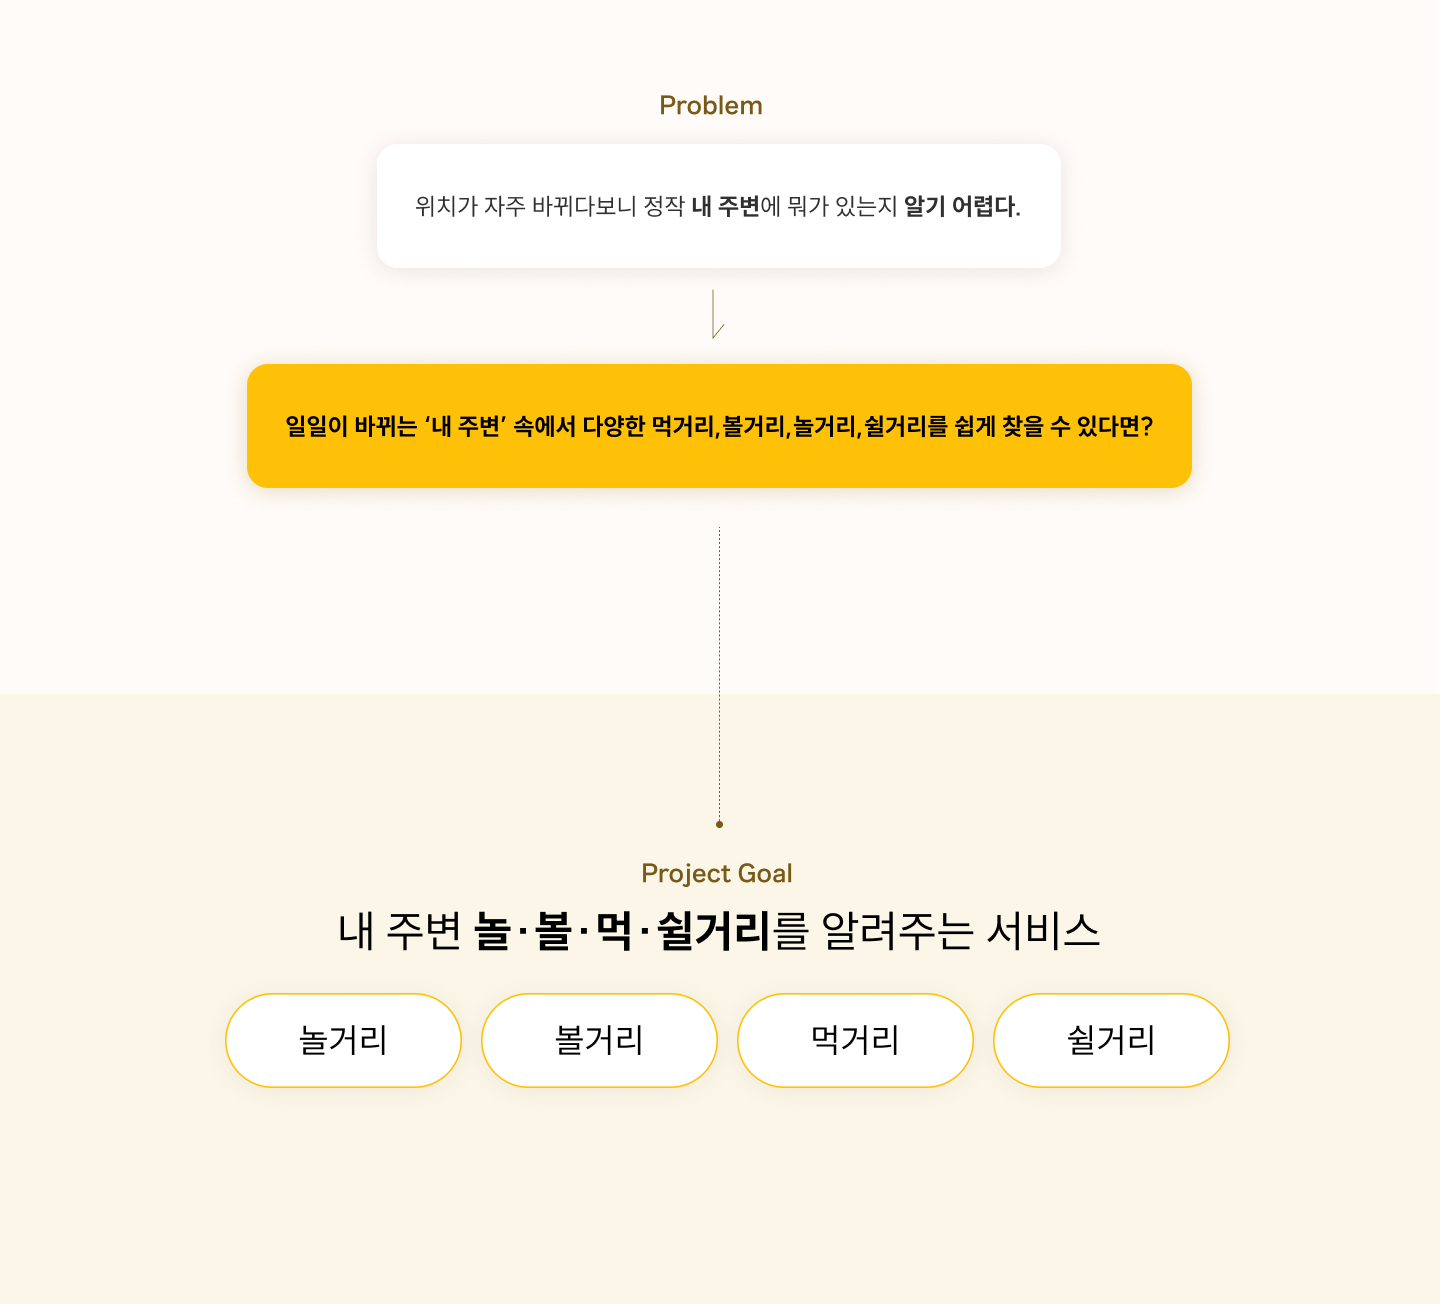 Problem
위치가 자주 바뀌다보니 정작 내 주변에 뭐가 있는지 알기 어렵다.
일일이 바뀌는 ‘내 주변’ 속에서 다양한 먹거리,볼거리,놀거리,쉴거리를 쉽게 찾을 수 있다면?
Project Goal
내 주변 놀·볼·먹·쉴거리를 알려주는 서비스
놀거리
볼거리
먹거리
쉴거리